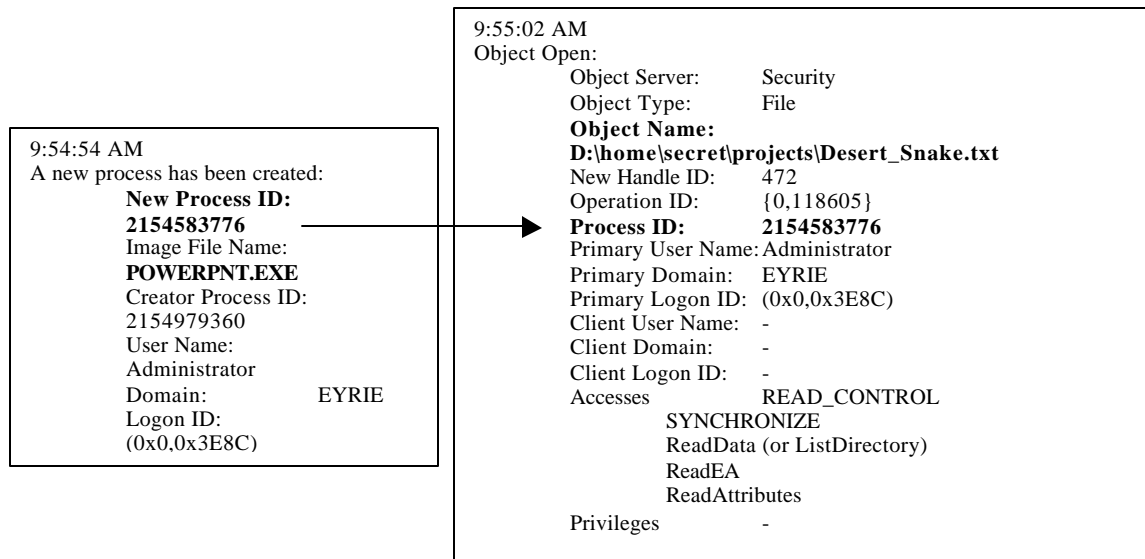 9:54:54 AM
A new process has been created:
New Process ID:
2154583776
Image File Name:
POWERPNT.EXE
Creator Process ID:
2154979360
User Name:
Administrator
Domain: EYRIE
Logon ID:
(0x0,0x3E8C)
9:55:02 AM
Object Open:
Object Server: Security
Object Type: File
Object Name:
D:\home\secret\projects\Desert_Snake.txt
New Handle ID: 472
Operation ID: {0,118605}
Process ID: 2154583776
Primary User Name: Administrator
Primary Domain: EYRIE
Primary Logon ID: (0x0,0x3E8C)
Client User Name: -
Client Domain: -
Client Logon ID: -
Accesses READ_CONTROL
SYNCHRONIZE
ReadData (or ListDirectory)
ReadEA
ReadAttributes
Privileges -